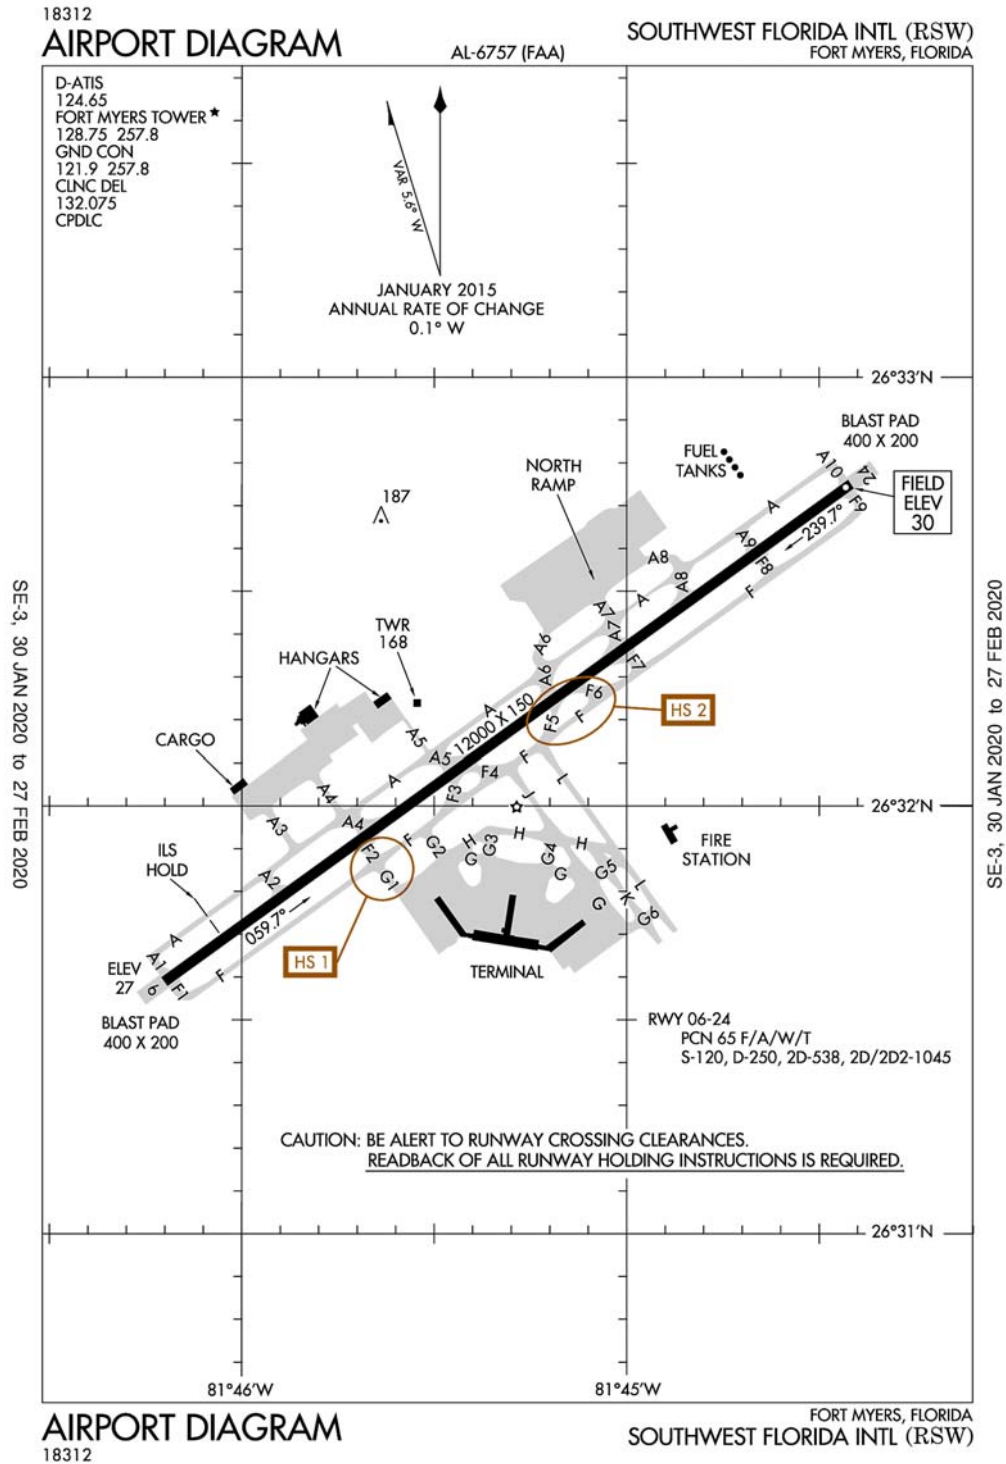 18312
AIRPORT DIAGRAM
AL-6757 (FAA)
SOUTHWEST FLORIDA INTL (RSW)
FORT MYERS, FLORIDA
D-ATIS
124.65
FORT MYERS TOWER ★
128.75 257.8
GND CON
121.9 257.8
CLNC DEL
132.075
CPDLC
VAR 5.6° W
JANUARY 2015
ANNUAL RATE OF CHANGE
0.1° W
26°33'N
BLAST PAD
400 X 200
FUEL
TANKS
A10
24
FIELD
ELEV
30
NORTH
RAMP
187
A
F9
239.7°
A9
F8
A8
A8
F
A
A7
A7
F7
TWR
168
HANGARS
A6
A6
F6
F5
F
HS 2
A
12000 X 150
A5
A5
CARGO
A
F4
F
L
F3
J
A4
A4
26°32'N
A3
F
G2
H
G
G3
H
G4
H
G
G5
G
L
K
G6
FIRE
STATION
ILS
HOLD
F2
G1
A2
059.7°
HS 1
TERMINAL
A
A1
F
ELEV
27
6
F1
BLAST PAD
400 X 200
RWY 06-24
PCN 65 F/A/W/T
S-120, D-250, 2D-538, 2D/2D2-1045
CAUTION: BE ALERT TO RUNWAY CROSSING CLEARANCES.
READBACK OF ALL RUNWAY HOLDING INSTRUCTIONS IS REQUIRED.
26°31'N
81°46'W
81°45'W
SE-3, 30 JAN 2020 to 27 FEB 2020
SE-3, 30 JAN 2020 to 27 FEB 2020
AIRPORT DIAGRAM
18312
FORT MYERS, FLORIDA
SOUTHWEST FLORIDA INTL (RSW)